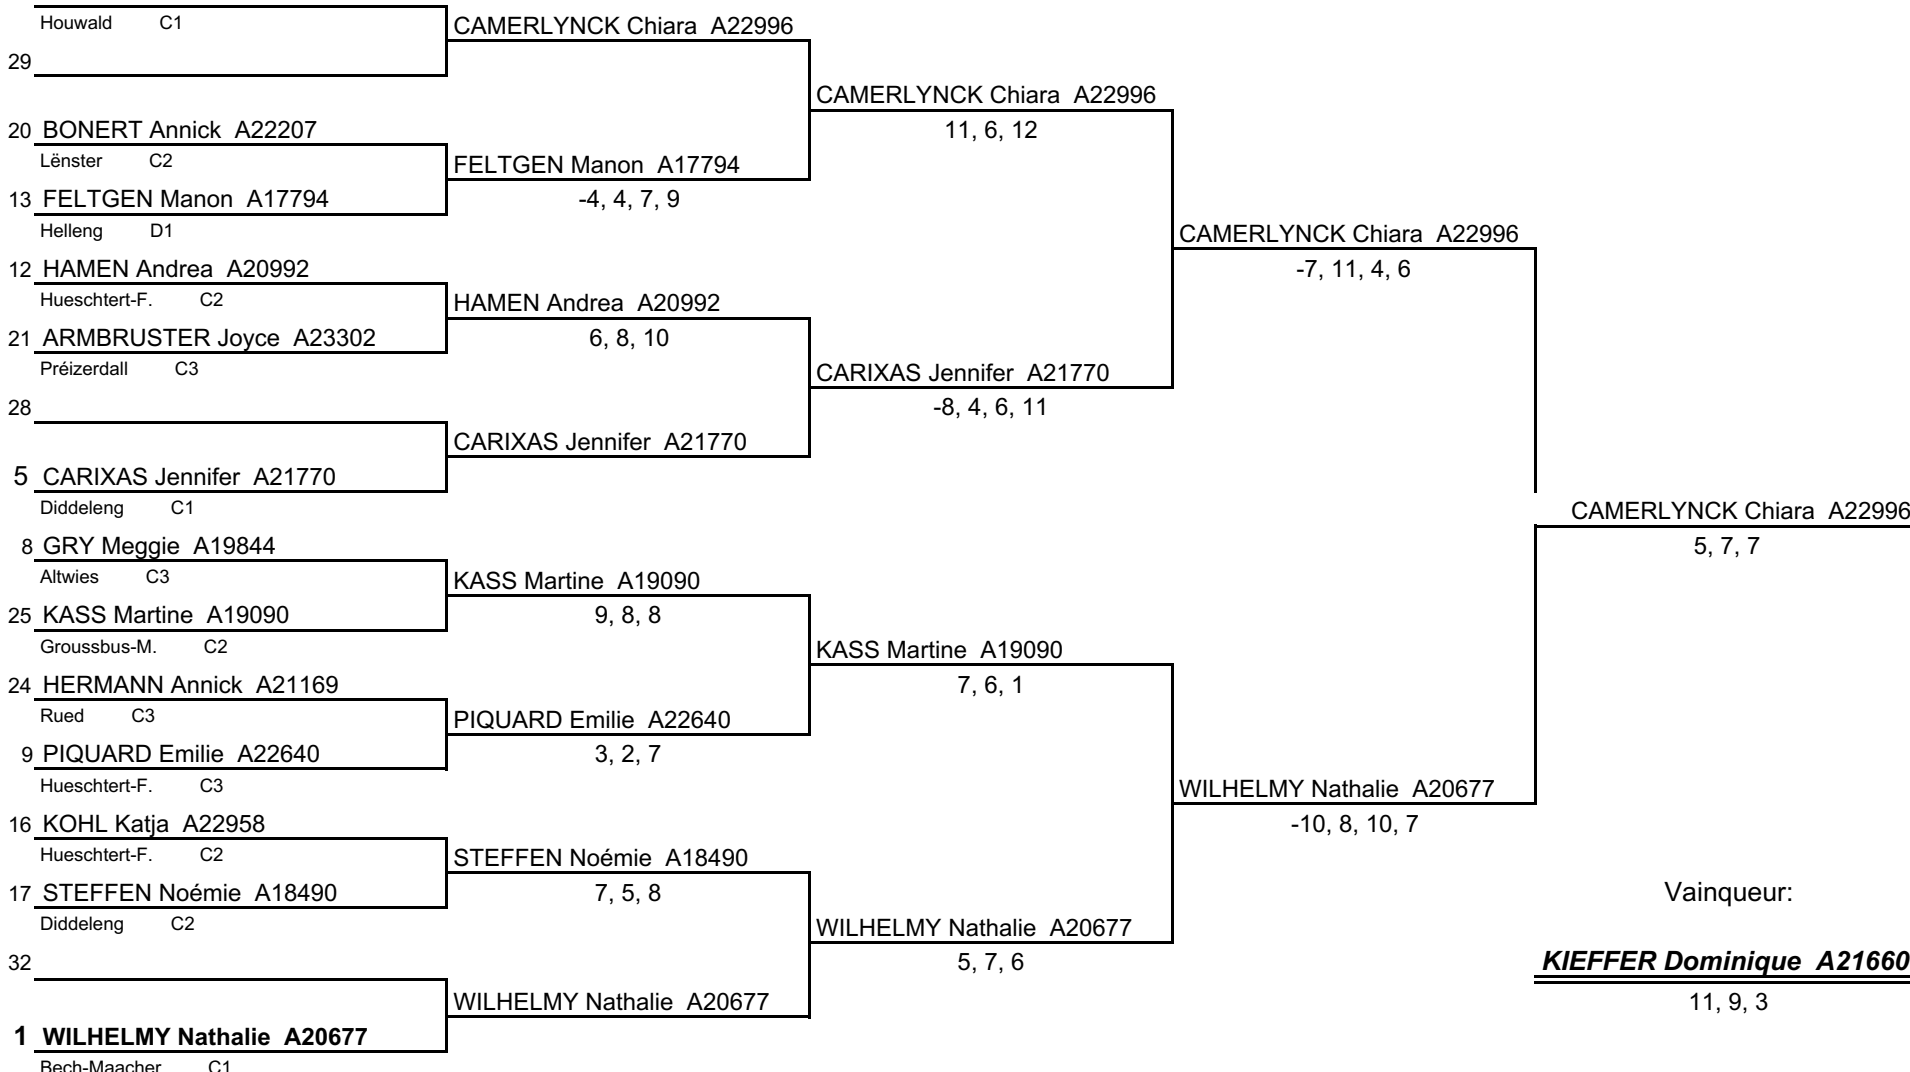 Houwald C1
CAMERLYNCK Chiara A22996
29
CAMERLYNCK Chiara A22996
11, 6, 12
20 BONERT Annick A22207
Lënster C2
FELTGEN Manon A17794
-4, 4, 7, 9
13 FELTGEN Manon A17794
Helleng D1
CAMERLYNCK Chiara A22996
-7, 11, 4, 6
12 HAMEN Andrea A20992
Hueschtert-F. C2
HAMEN Andrea A20992
6, 8, 10
21 ARMBRUSTER Joyce A23302
Préizerdall C3
CARIXAS Jennifer A21770
-8, 4, 6, 11
28
CARIXAS Jennifer A21770
5 CARIXAS Jennifer A21770
Diddeleng C1
CAMERLYNCK Chiara A22996
5, 7, 7
8 GRY Meggie A19844
Altwies C3
KASS Martine A19090
9, 8, 8
25 KASS Martine A19090
Groussbus-M. C2
KASS Martine A19090
7, 6, 1
24 HERMANN Annick A21169
Rued C3
PIQUARD Emilie A22640
3, 2, 7
9 PIQUARD Emilie A22640
Hueschtert-F. C3
WILHELMY Nathalie A20677
-10, 8, 10, 7
16 KOHL Katja A22958
Hueschtert-F. C2
STEFFEN Noémie A18490
7, 5, 8
17 STEFFEN Noémie A18490
Diddeleng C2
WILHELMY Nathalie A20677
5, 7, 6
32
WILHELMY Nathalie A20677
1 WILHELMY Nathalie A20677
Bech-Maacher C1
Vainqueur:
KIEFFER Dominique A21660
11, 9, 3